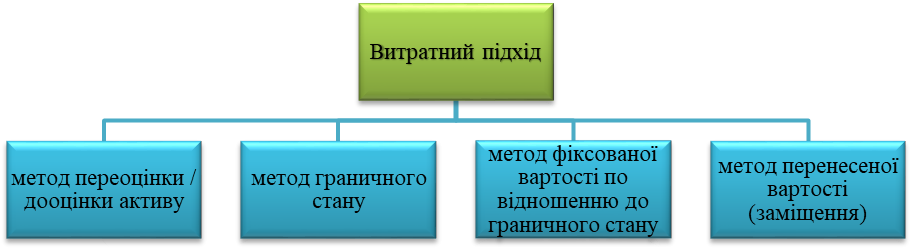 Витратний підхід
метод переоцінки /
дооцінки активу
метод граничного
стану
метод фіксованої
вартості по
відношенню до
граничного стану
метод перенесеної
вартості
(заміщення)